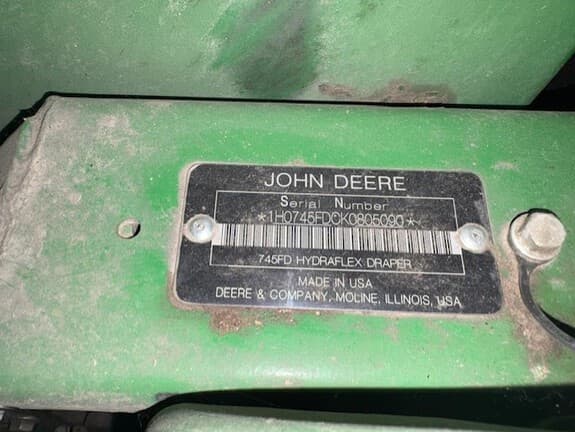 JOHN DEERE
Serial Number
*1H0745FDCK0805090*
745FD HYDRAFLEX DRAPER
MADE IN USA
DEERE & COMPANY, MOLINE, ILLINOIS, USA